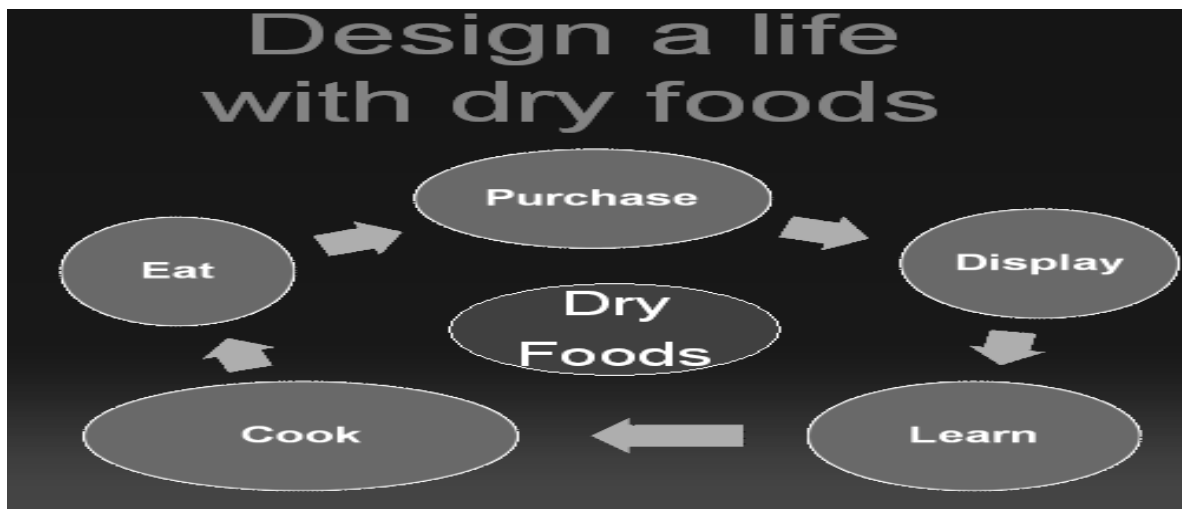 Design a life
with dry foods
Purchase
Eat
Display
Dry
Foods
Cook
Learn